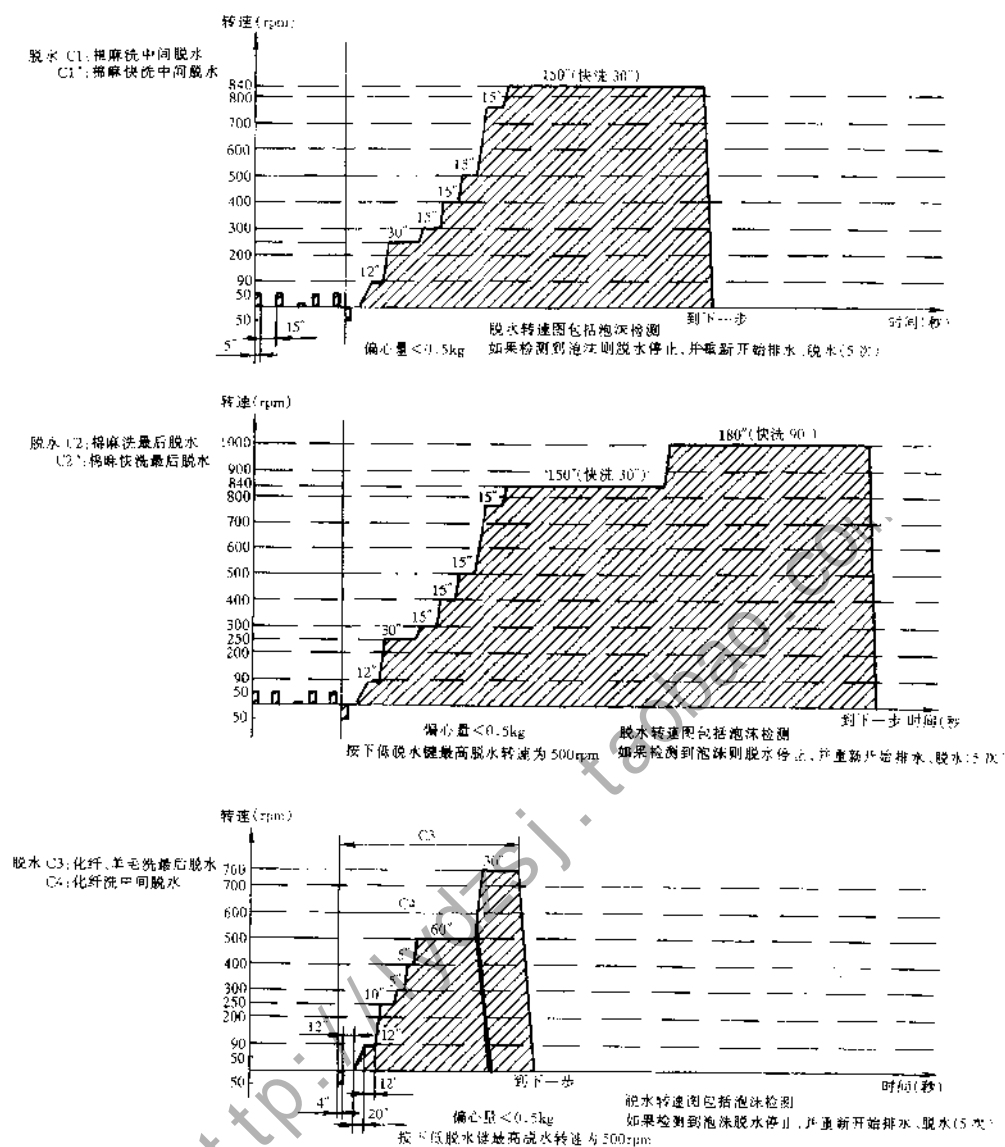 转速(rpm)
脱水 C1:棉麻洗中间脱水
C1':棉麻快洗中间脱水
150"(快洗 30")
840
800
15"
700
600
15"
500
15"
400
15"
300
30"
200
12"
90
50
50
15"
5"
时间(秒)
到下一步
脱水转速图包括泡沫检测
偏心量<0.5kg
如果检测到泡沫则脱水停止,并重新开始排水、脱水(5次)
转速(rpm)
脱水 C2:棉麻洗最后脱水
C2':棉麻快洗最后脱水
180"(快洗 90")
1000
900
150"(快洗 30")
840
800
15"
700
600
15"
500
15"
400
15"
300
250
30"
200
12"
90
50
50
到下一步 时间(秒
偏心量<0.5kg
脱水转速图包括泡沫检测
按下低脱水键最高脱水转速为500rpm
如果检测到泡沫则脱水停止,并重新开始排水、脱水(5次
转速(rpm)
C3
脱水 C3:化纤、羊毛洗最后脱水
C4:化纤洗中间脱水
30"
760
700
600
C4
60"
500
5"
400
5"
300
10"
250
200
12"
12"
90
50
50
12"
4"
20"
到下一步
时间(秒)
脱水转速图包括泡沫检测
偏心量<0.5kg
如果检测到泡沫脱水停止,并重新开始排水、脱水(5次)
按下低脱水键最高脱水转速为500rpm
http://lydzsj.taobao.com